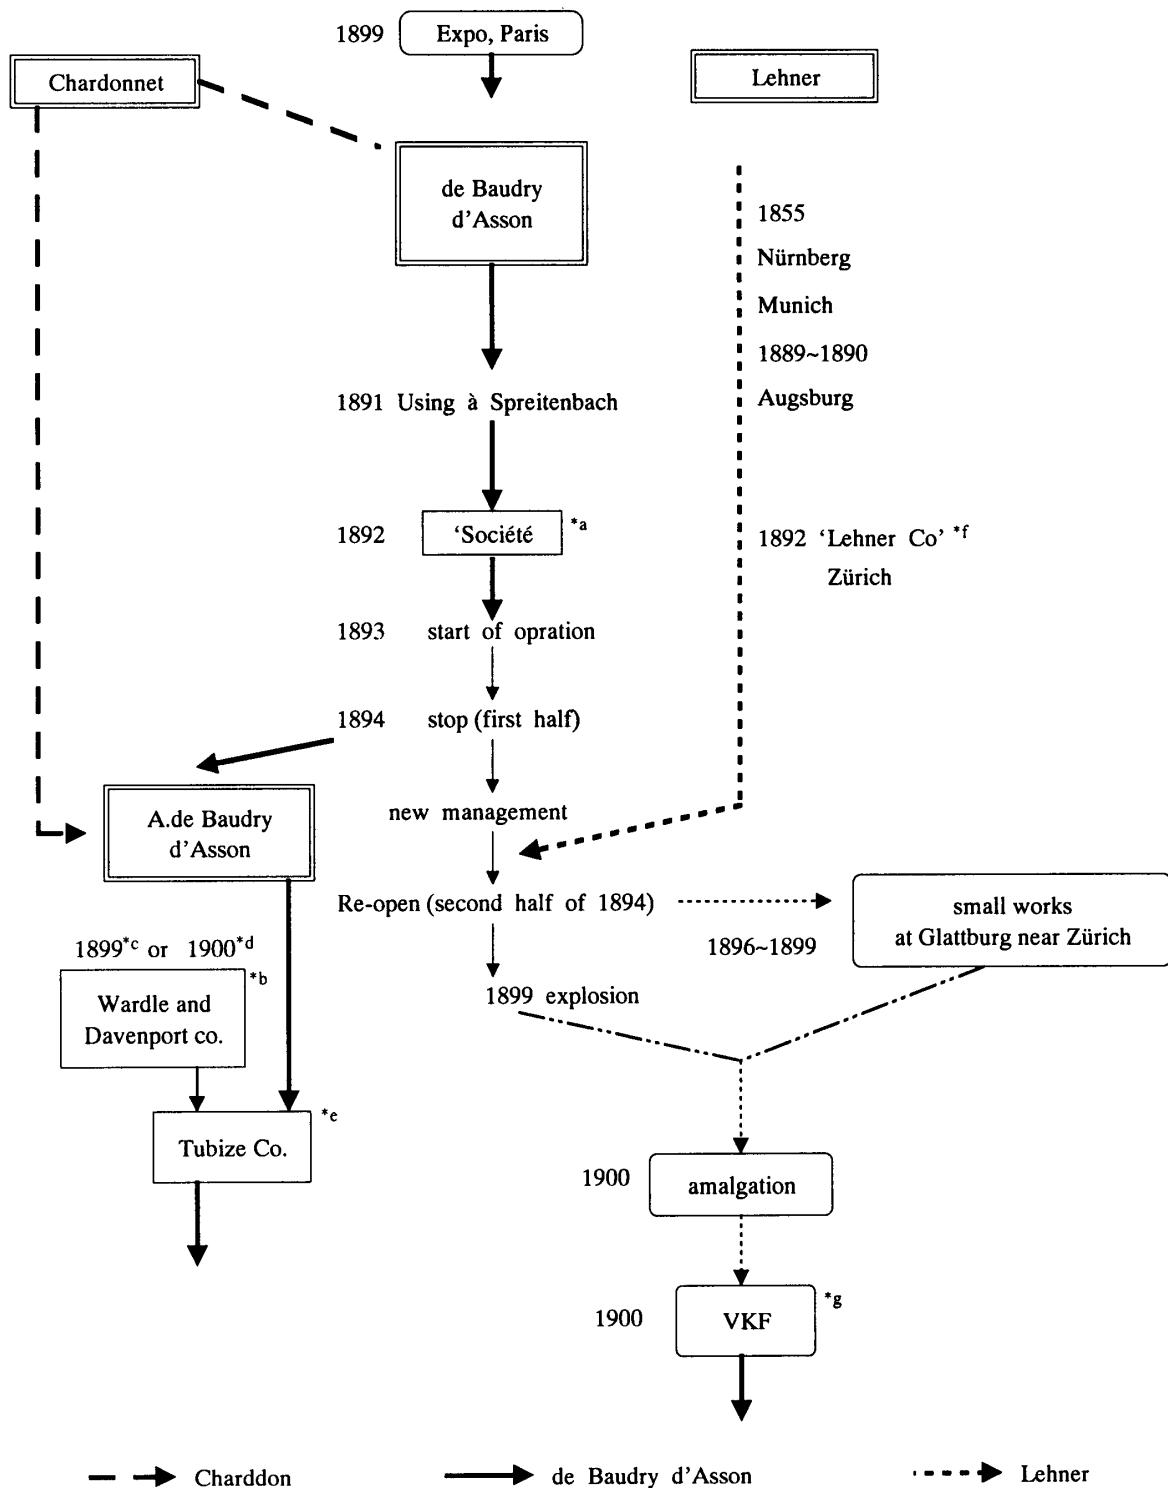 1899 Expo, Paris
Chardonnet
Lehner
de Baudry
d'Asson
1855
Nürnberg
Munich
1889~1890
Augsburg
1891 Using à Spreitenbach
1892 'Société *a
1892 'Lehner Co' *f
Zürich
1893 start of opration
1894 stop (first half)
new management
A.de Baudry
d'Asson
Re-open (second half of 1894)
1896~1899
small works
at Glattburg near Zürich
1899*c or 1900*d
*b
Wardle and
Davenport co.
1899 explosion
*e
Tubize Co.
1900 amalgation
1900 VKF *g
Charddon
de Baudry d'Asson
Lehner